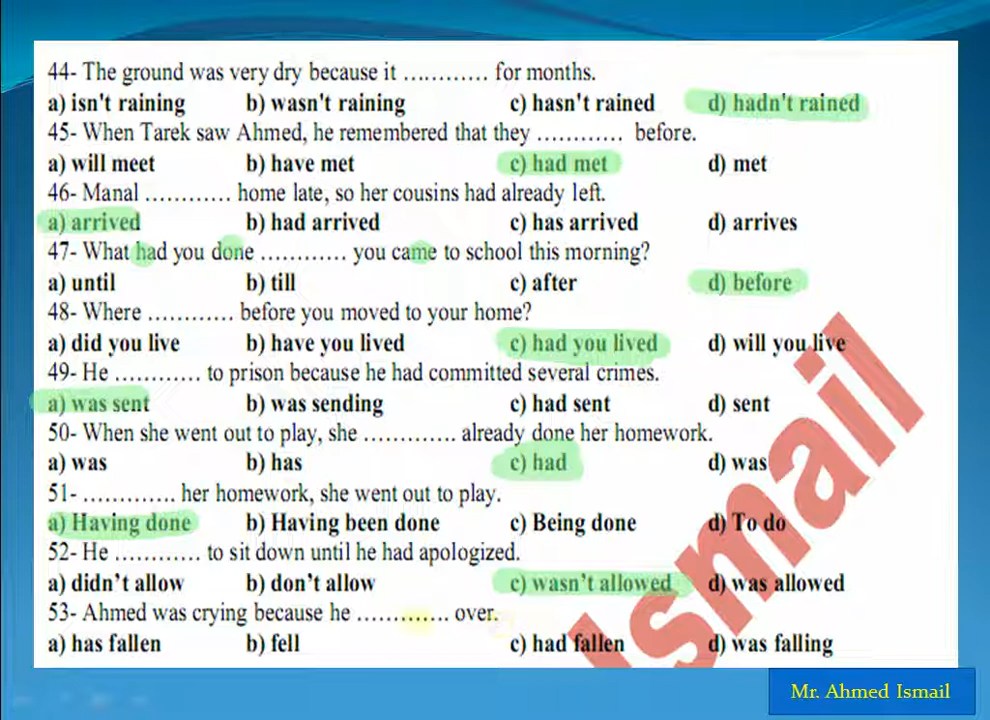 44- The ground was very dry because it ………… for months.
a) isn't raining b) wasn't raining c) hasn't rained d) hadn't rained
45- When Tarek saw Ahmed, he remembered that they ………… before.
a) will meet b) have met c) had met d) met
46- Manal ………… home late, so her cousins had already left.
a) arrived b) had arrived c) has arrived d) arrives
47- What had you done ………… you came to school this morning?
a) until b) till c) after d) before
48- Where ………… before you moved to your home?
a) did you live b) have you lived c) had you lived d) will you live
49- He ………… to prison because he had committed several crimes.
a) was sent b) was sending c) had sent d) sent
50- When she went out to play, she …………. already done her homework.
a) was b) has c) had d) was
51- …………. her homework, she went out to play.
a) Having done b) Having been done c) Being done d) To do
52- He ………… to sit down until he had apologized.
a) didn't allow b) don't allow c) wasn't allowed d) was allowed
53- Ahmed was crying because he …………. over.
a) has fallen b) fell c) had fallen d) was falling
Ismail
Mr. Ahmed Ismail